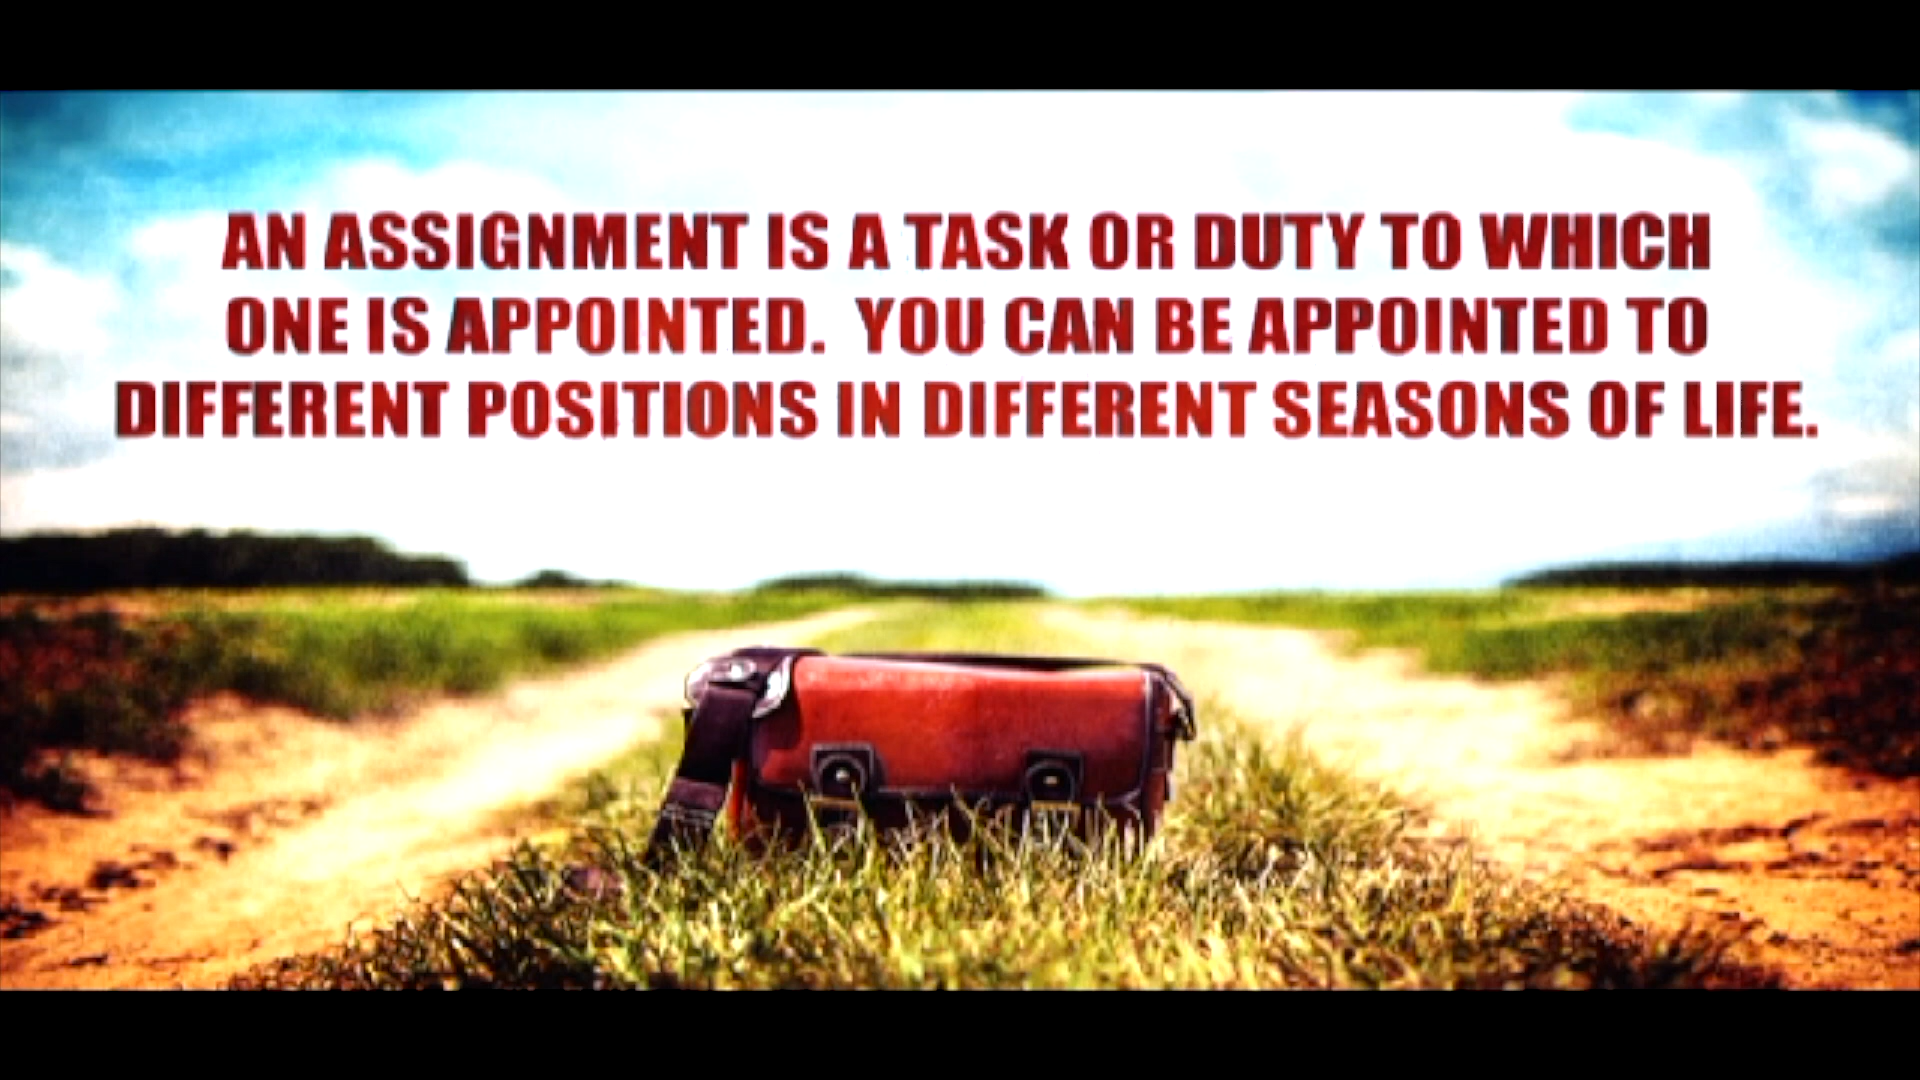 AN ASSIGNMENT IS A TASK OR DUTY TO WHICH
ONE IS APPOINTED.  YOU CAN BE APPOINTED TO
DIFFERENT POSITIONS IN DIFFERENT SEASONS OF LIFE.